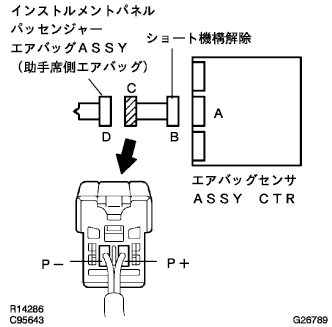 インストルメントパネル
パッセンジャー
エアバッグASSY
(助手席側エアバッグ)
ショート機構解除
C
A
D
B
エアバッグセンサ
ASSY CTR
P−
P+
R14286
C95643
G26789